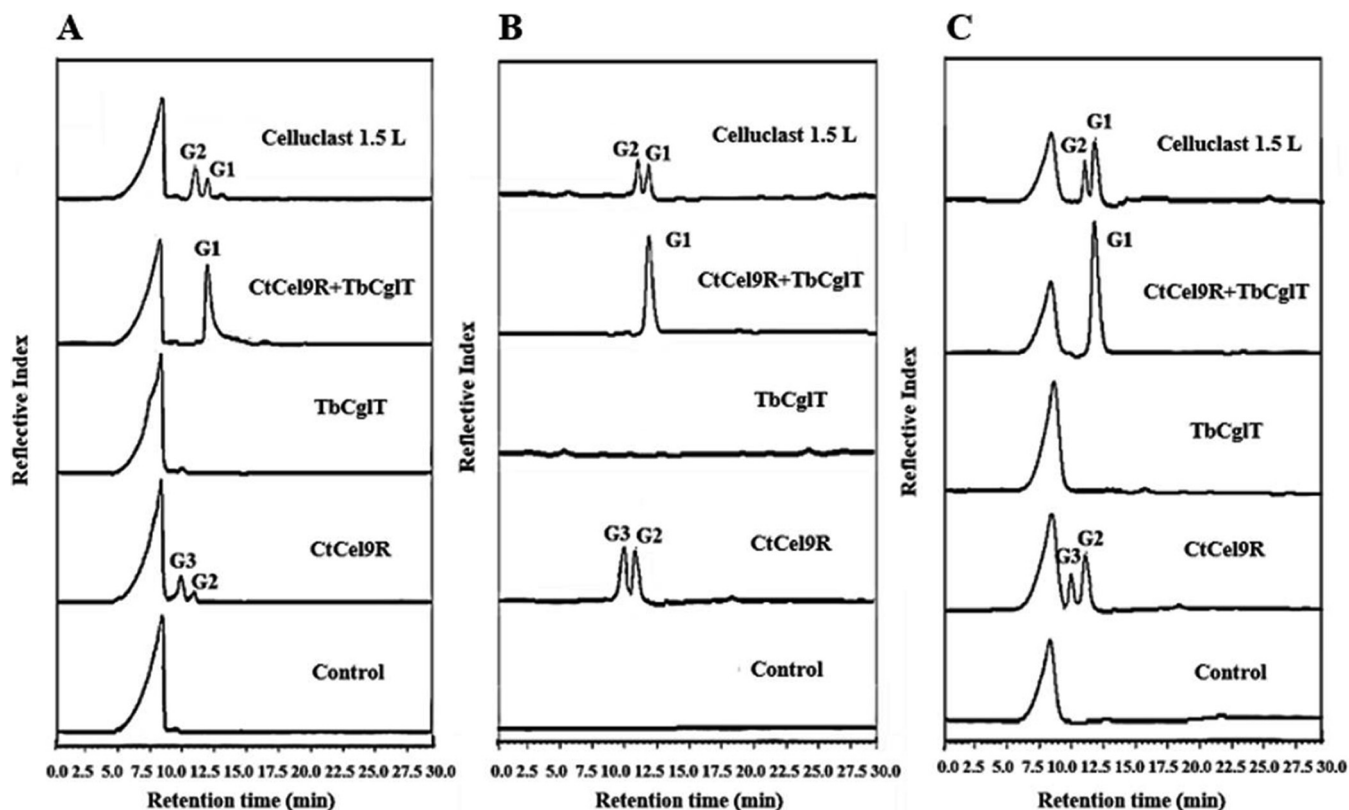 A
Celluclast 1.5 L
G2
G1
G1
CtCel9R+TbCglT
TbCglT
CtCel9R
G3
G2
Control
Reflective Index
0.0 2.5 5.0 7.5 10.0 12.5 15.0 17.5 20.0 22.5 25.0 27.5 30.0
Retention time (min)
B
Celluclast 1.5 L
G2
G1
G1
CtCel9R+TbCglT
TbCglT
G3
G2
CtCel9R
Control
Reflective Index
0.0 2.5 5.0 7.5 10.0 12.5 15.0 17.5 20.0 22.5 25.0 27.5 30.0
Retention time (min)
C
G1
Celluclast 1.5 L
G2
G1
CtCel9R+TbCglT
TbCglT
G2
CtCel9R
G3
Control
Reflective Index
0.0 2.5 5.0 7.5 10.0 12.5 15.0 17.5 20.0 22.5 25.0 27.5 30.0
Retention time (min)